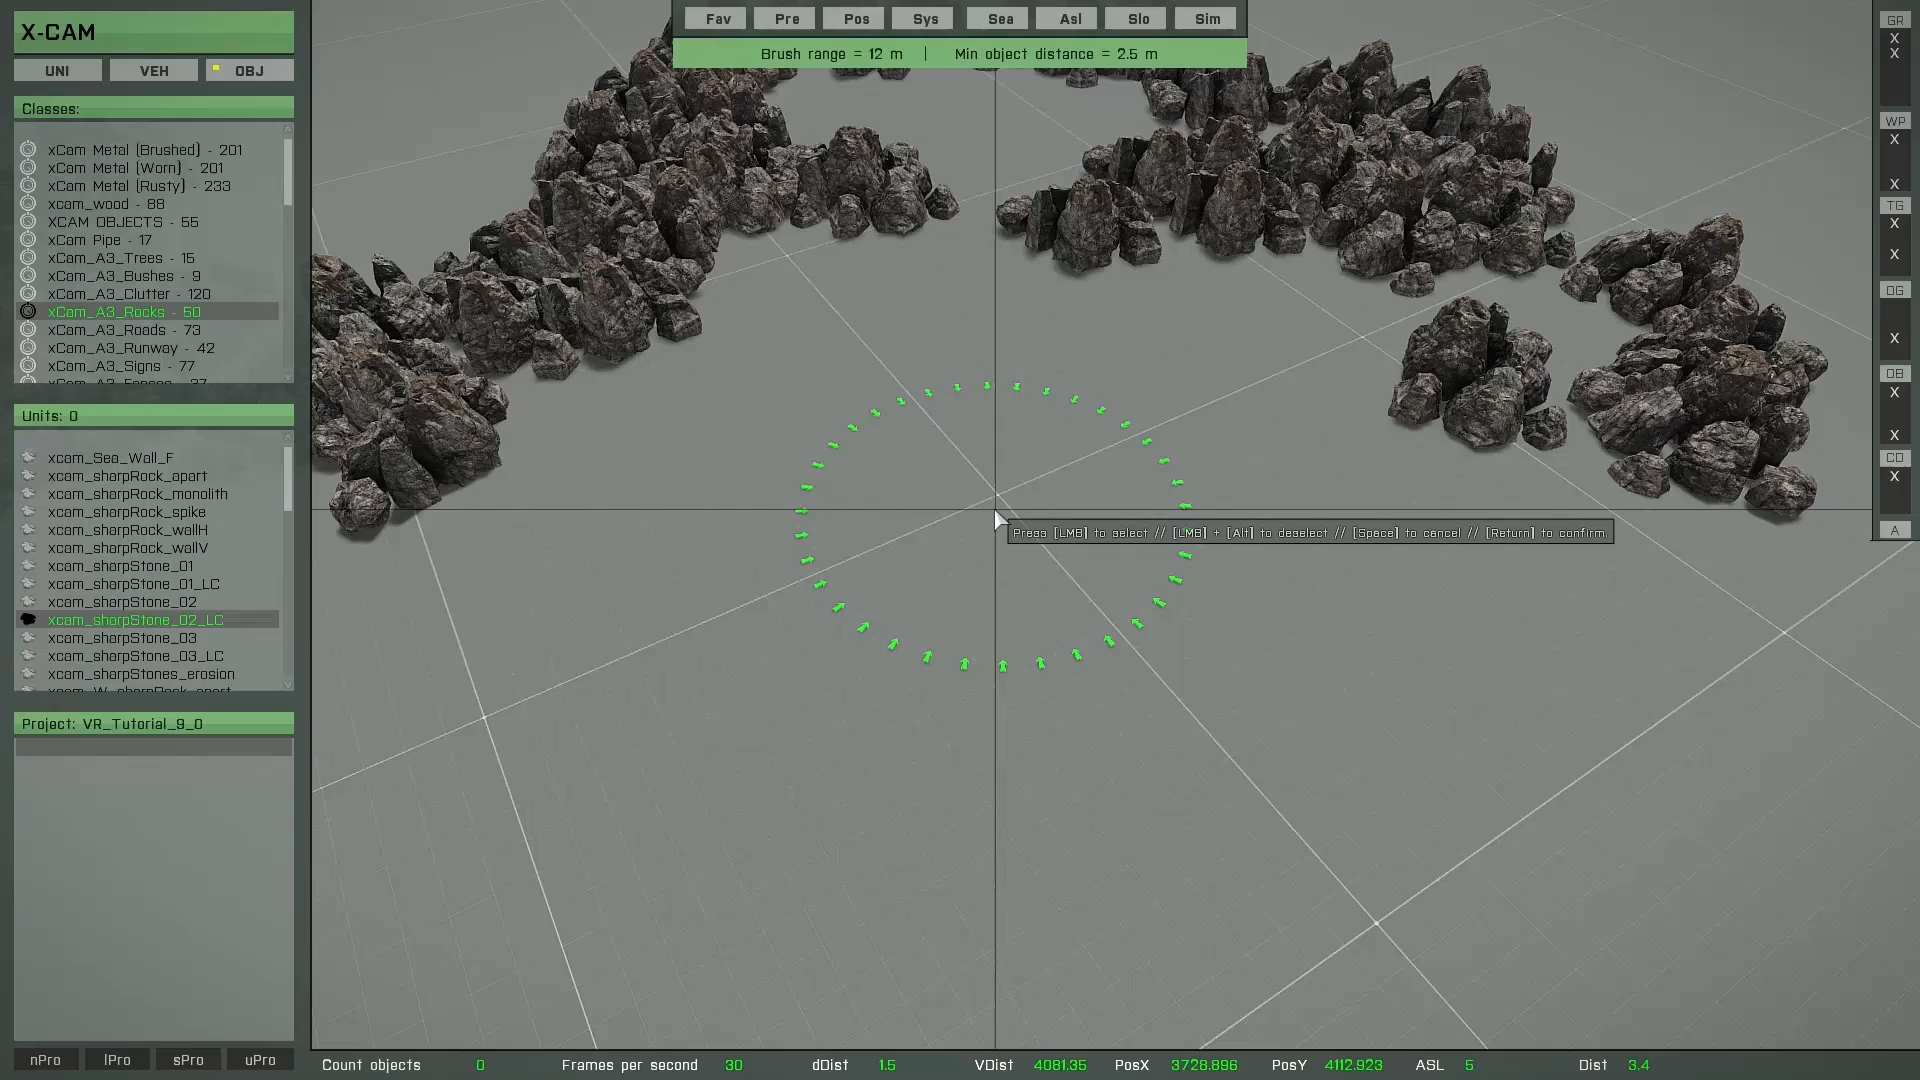 X-CAM
UNI VEH OBJ
Classes:
xCam Metal (Brushed) - 201
xCam Metal (Worn) - 201
xCam Metal (Rusty) - 233
xcam_wood - 88
XCAM OBJECTS - 55
xCam Pipe - 17
xCam_A3_Trees - 15
xCam_A3_Bushes - 9
xCam_A3_Clutter - 120
xCam_A3_Rocks - 50
xCam_A3_Roads - 73
xCam_A3_Runway - 42
xCam_A3_Signs - 77
xCam_A3_Fences - 37
Units: 0
xcam_Sea_Wall_F
xcam_sharpRock_apart
xcam_sharpRock_monolith
xcam_sharpRock_spike
xcam_sharpRock_wallH
xcam_sharpRock_wallV
xcam_sharpStone_01
xcam_sharpStone_01_LC
xcam_sharpStone_02
xcam_sharpStone_02_LC
xcam_sharpStone_03
xcam_sharpStone_03_LC
xcam_sharpStones_erosion
xcam_W_sharpRock_apart
Project: VR_Tutorial_9_0
nPro lPro sPro uPro
Fav Pre Pos Sys Sea Asl Slo Sim
Brush range = 12 m | Min object distance = 2.5 m
Press [LMB] to select // [LMB] + [Alt] to deselect // [Space] to cancel // [Return] to confirm.
GR
X
X
WP
X
X
TG
X
X
OG
X
OB
X
X
CO
X
A
Count objects 0 Frames per second 30 dDist 1.5 VDist 4081.35 PosX 3728.896 PosY 4112.923 ASL 5 Dist 3.4